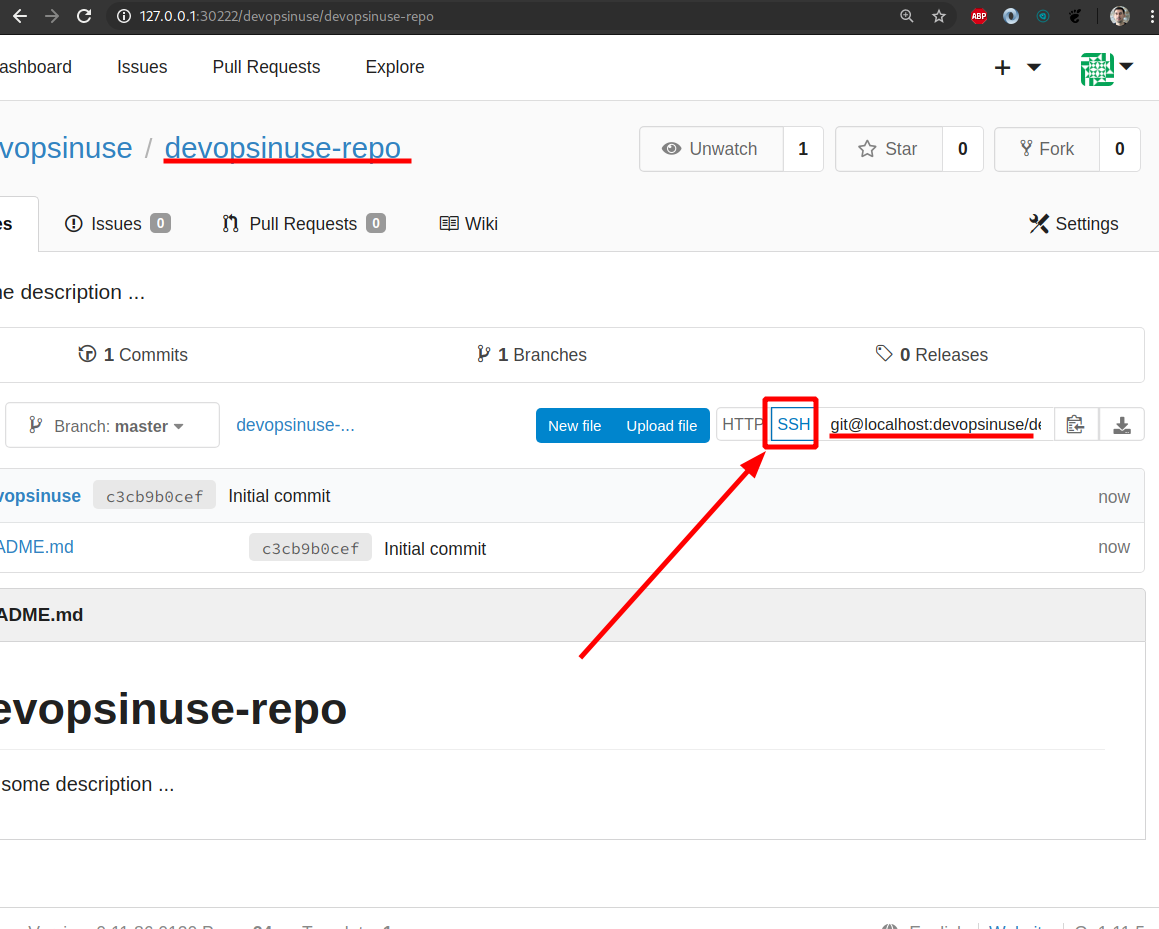 127.0.0.1:30222/devopsinuse/devopsinuse-repo
ABP
ashboard Issues Pull Requests Explore
vopsinuse / devopsinuse-repo Unwatch 1 Star 0 Fork 0
es Issues 0 Pull Requests 0 Wiki Settings
ne description ...
1 Commits 1 Branches 0 Releases
Branch: master devopsinuse-... New file Upload file HTTP SSH git@localhost:devopsinuse/de
vopsinuse c3cb9b0cef Initial commit now
ADME.md c3cb9b0cef Initial commit now
ADME.md
evopsinuse-repo
some description ...